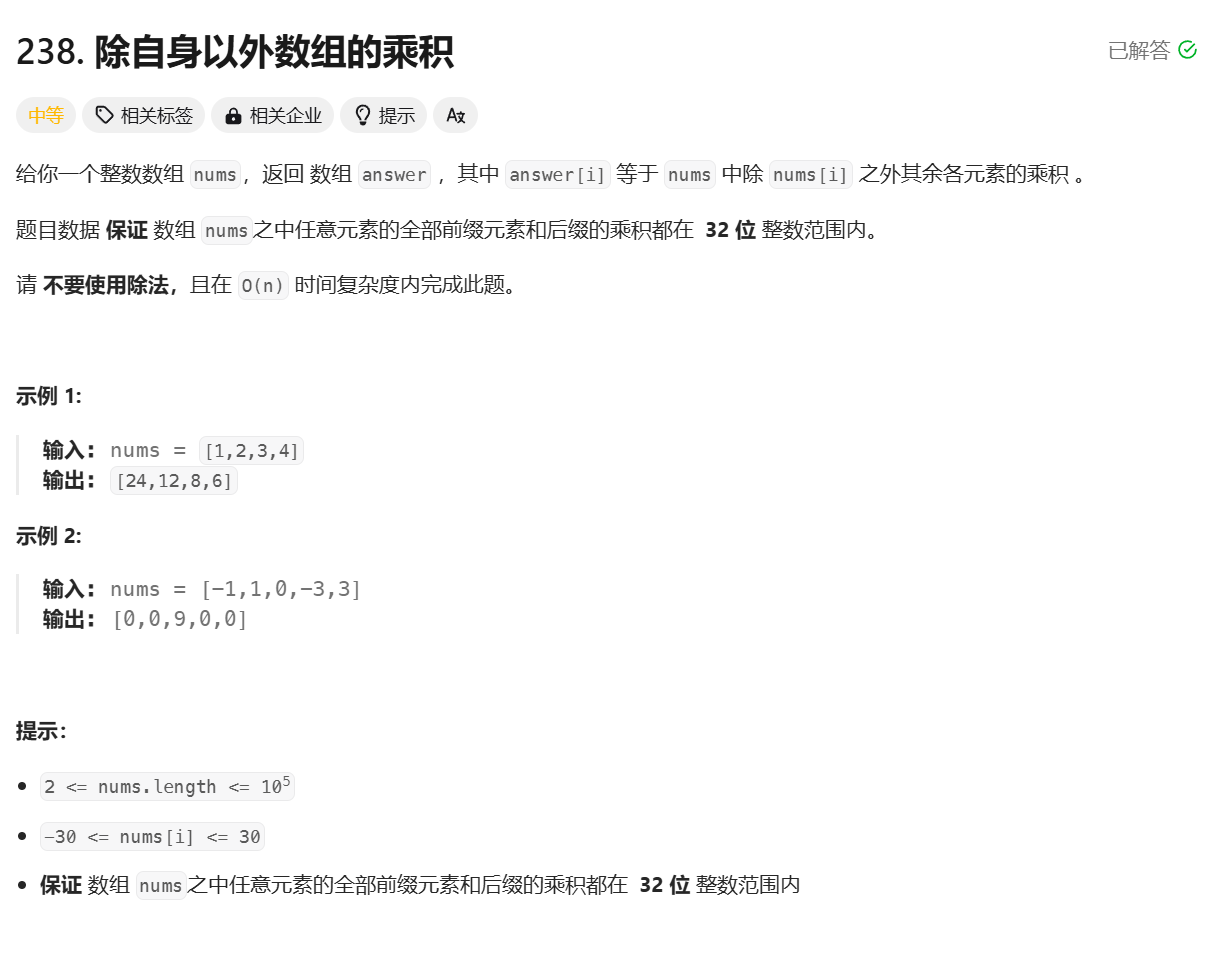 238. 除自身以外数组的乘积
已解答
中等 相关标签 相关企业 提示 Ax
给你一个整数数组 nums，返回 数组 answer ，其中 answer[i] 等于 nums 中除 nums[i] 之外其余各元素的乘积 。
题目数据 保证 数组 nums之中任意元素的全部前缀元素和后缀的乘积都在 32 位 整数范围内。
请 不要使用除法，且在 O(n) 时间复杂度内完成此题。
示例 1:
输入： nums = [1,2,3,4]
输出： [24,12,8,6]
示例 2:
输入： nums = [-1,1,0,-3,3]
输出： [0,0,9,0,0]
提示：
2 <= nums.length <= 10⁵
-30 <= nums[i] <= 30
保证 数组 nums之中任意元素的全部前缀元素和后缀的乘积都在 32 位 整数范围内